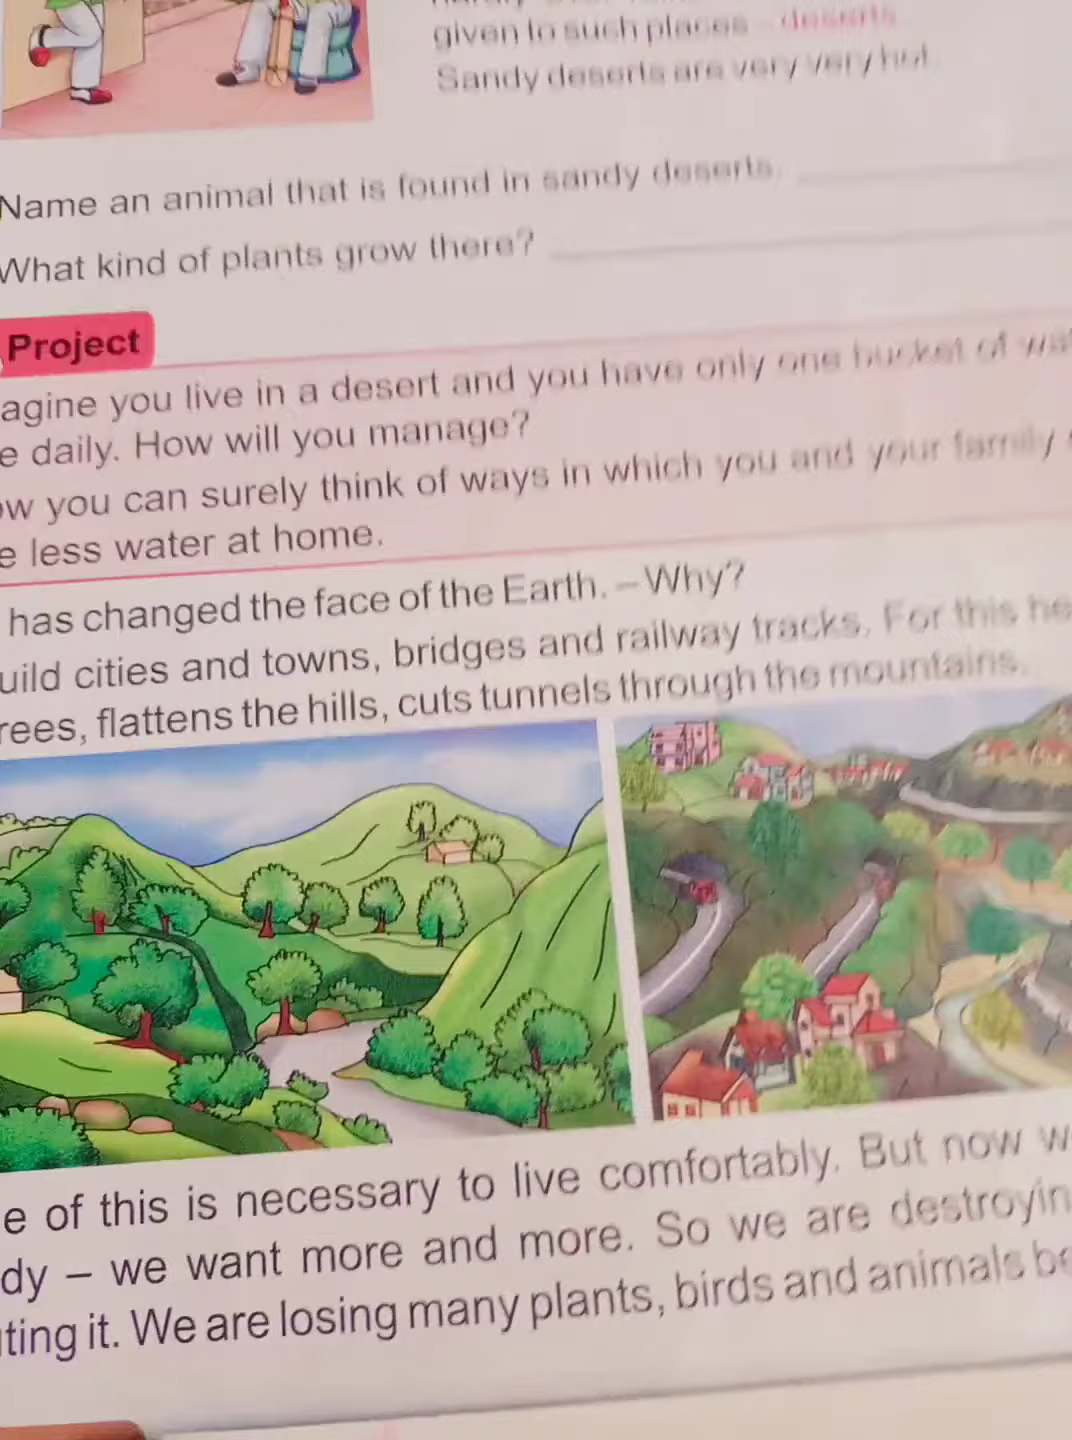 given to such places – deserts.
Sandy deserts are very very hot.
Name an animal that is found in sandy deserts.
What kind of plants grow there?
Project
agine you live in a desert and you have only one bucket of wat
e daily. How will you manage?
ow you can surely think of ways in which you and your family
e less water at home.
has changed the face of the Earth. – Why?
uild cities and towns, bridges and railway tracks. For this he
rees, flattens the hills, cuts tunnels through the mountains.
e of this is necessary to live comfortably. But now w
dy – we want more and more. So we are destroyin
ting it. We are losing many plants, birds and animals be